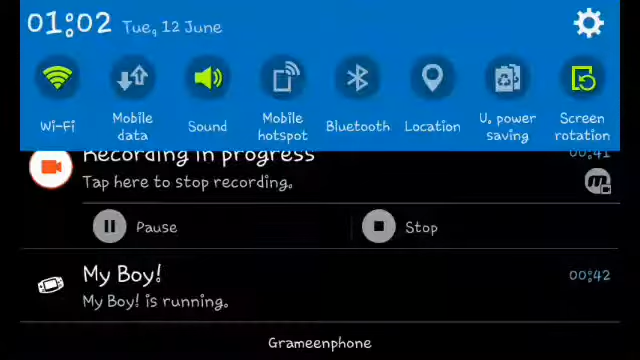 01:02 Tue, 12 June
Wi-Fi
Mobile data
Sound
Mobile hotspot
Bluetooth
Location
U. power saving
Screen rotation
Recording in progress 00:41
Tap here to stop recording.
Pause
Stop
My Boy! 00:42
My Boy! is running.
Grameenphone